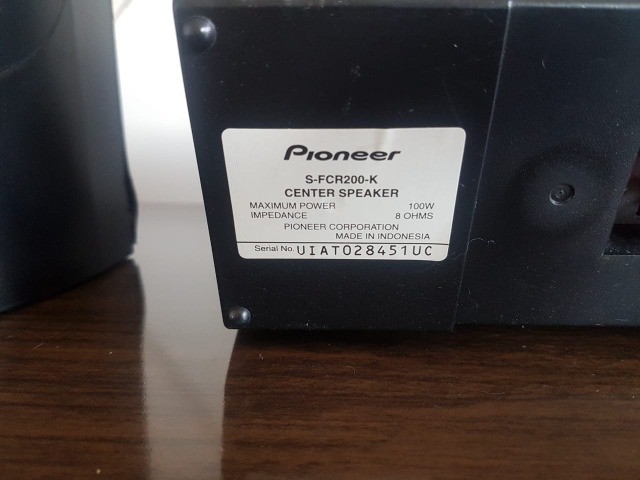 Pioneer
S-FCR200-K
CENTER SPEAKER
MAXIMUM POWER 100W
IMPEDANCE 8 OHMS
PIONEER CORPORATION
MADE IN INDONESIA
Serial No. UIAT028451UC